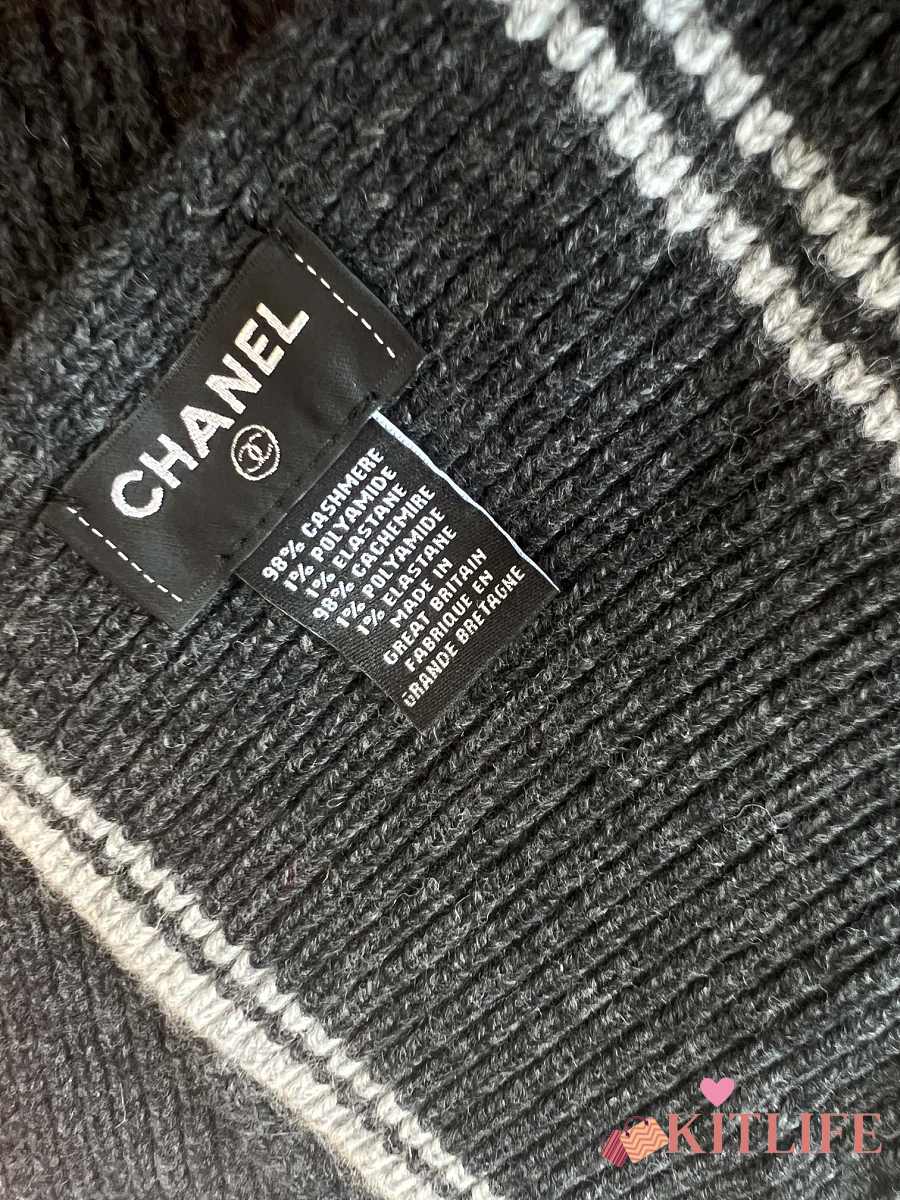 CHANEL
98% CASHMERE
1% POLYAMIDE
1% ELASTANE
98% CACHEMIRE
1% POLYAMIDE
1% ELASTANE
MADE IN
GREAT BRITAIN
FABRIQUE EN
GRANDE BRETAGNE
KITLIFE